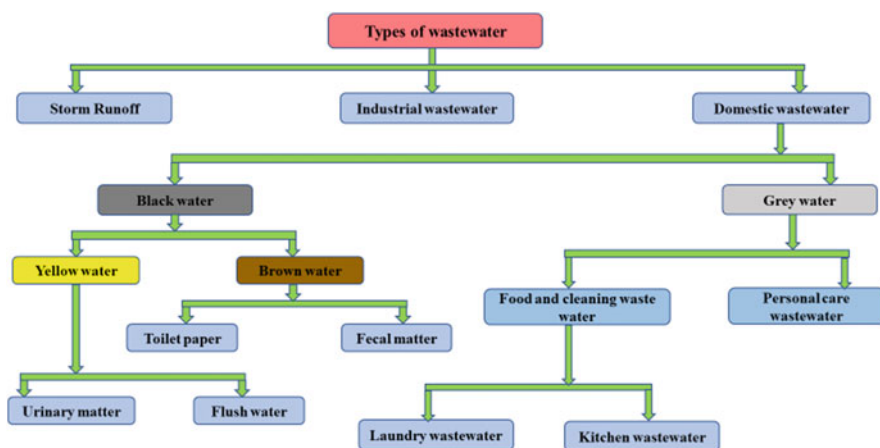 Types of wastewater
Storm Runoff
Industrial wastewater
Domestic wastewater
Black water
Grey water
Yellow water
Brown water
Food and cleaning waste
water
Personal care
wastewater
Toilet paper
Fecal matter
Urinary matter
Flush water
Laundry wastewater
Kitchen wastewater